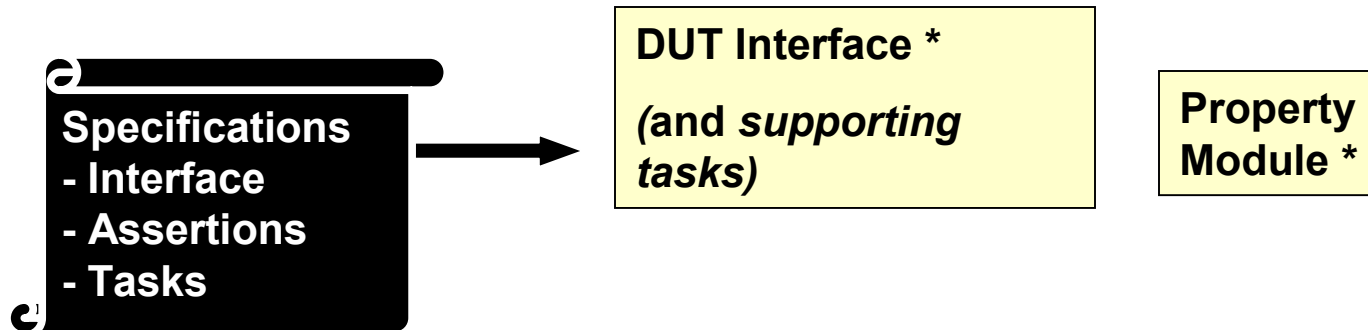 Specifications
- Interface
- Assertions
- Tasks
DUT Interface *
(and supporting
tasks)
Property
Module *